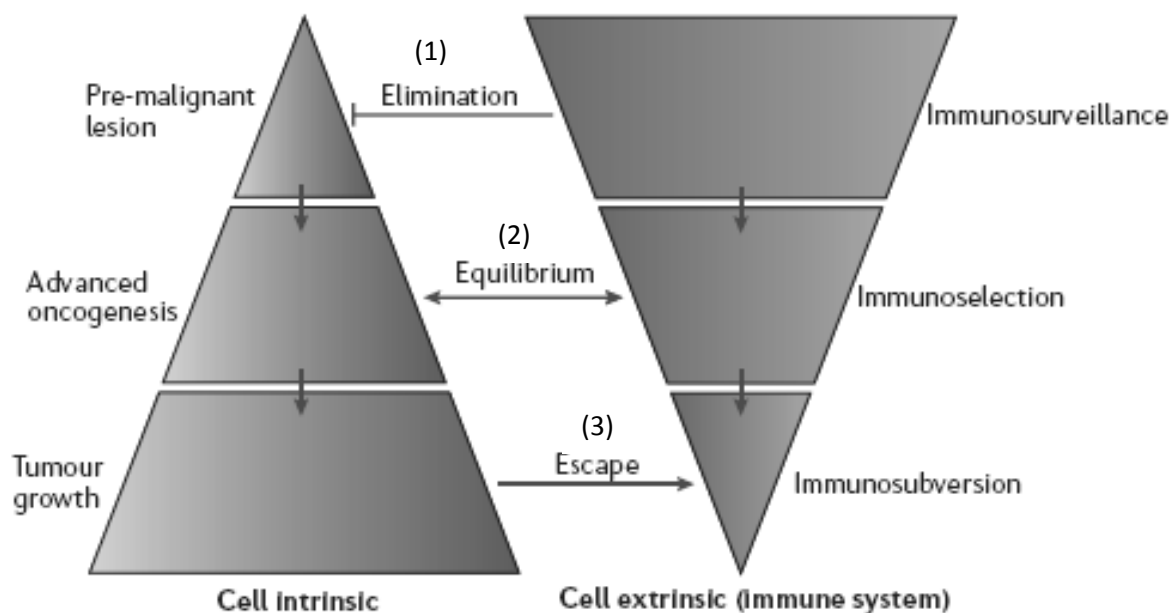 (1)
Elimination
Pre-malignant
lesion
Immunosurveillance
(2)
Equilibrium
Advanced
oncogenesis
Immunoselection
(3)
Escape
Tumour
growth
Immunosubversion
Cell intrinsic
Cell extrinsic (immune system)